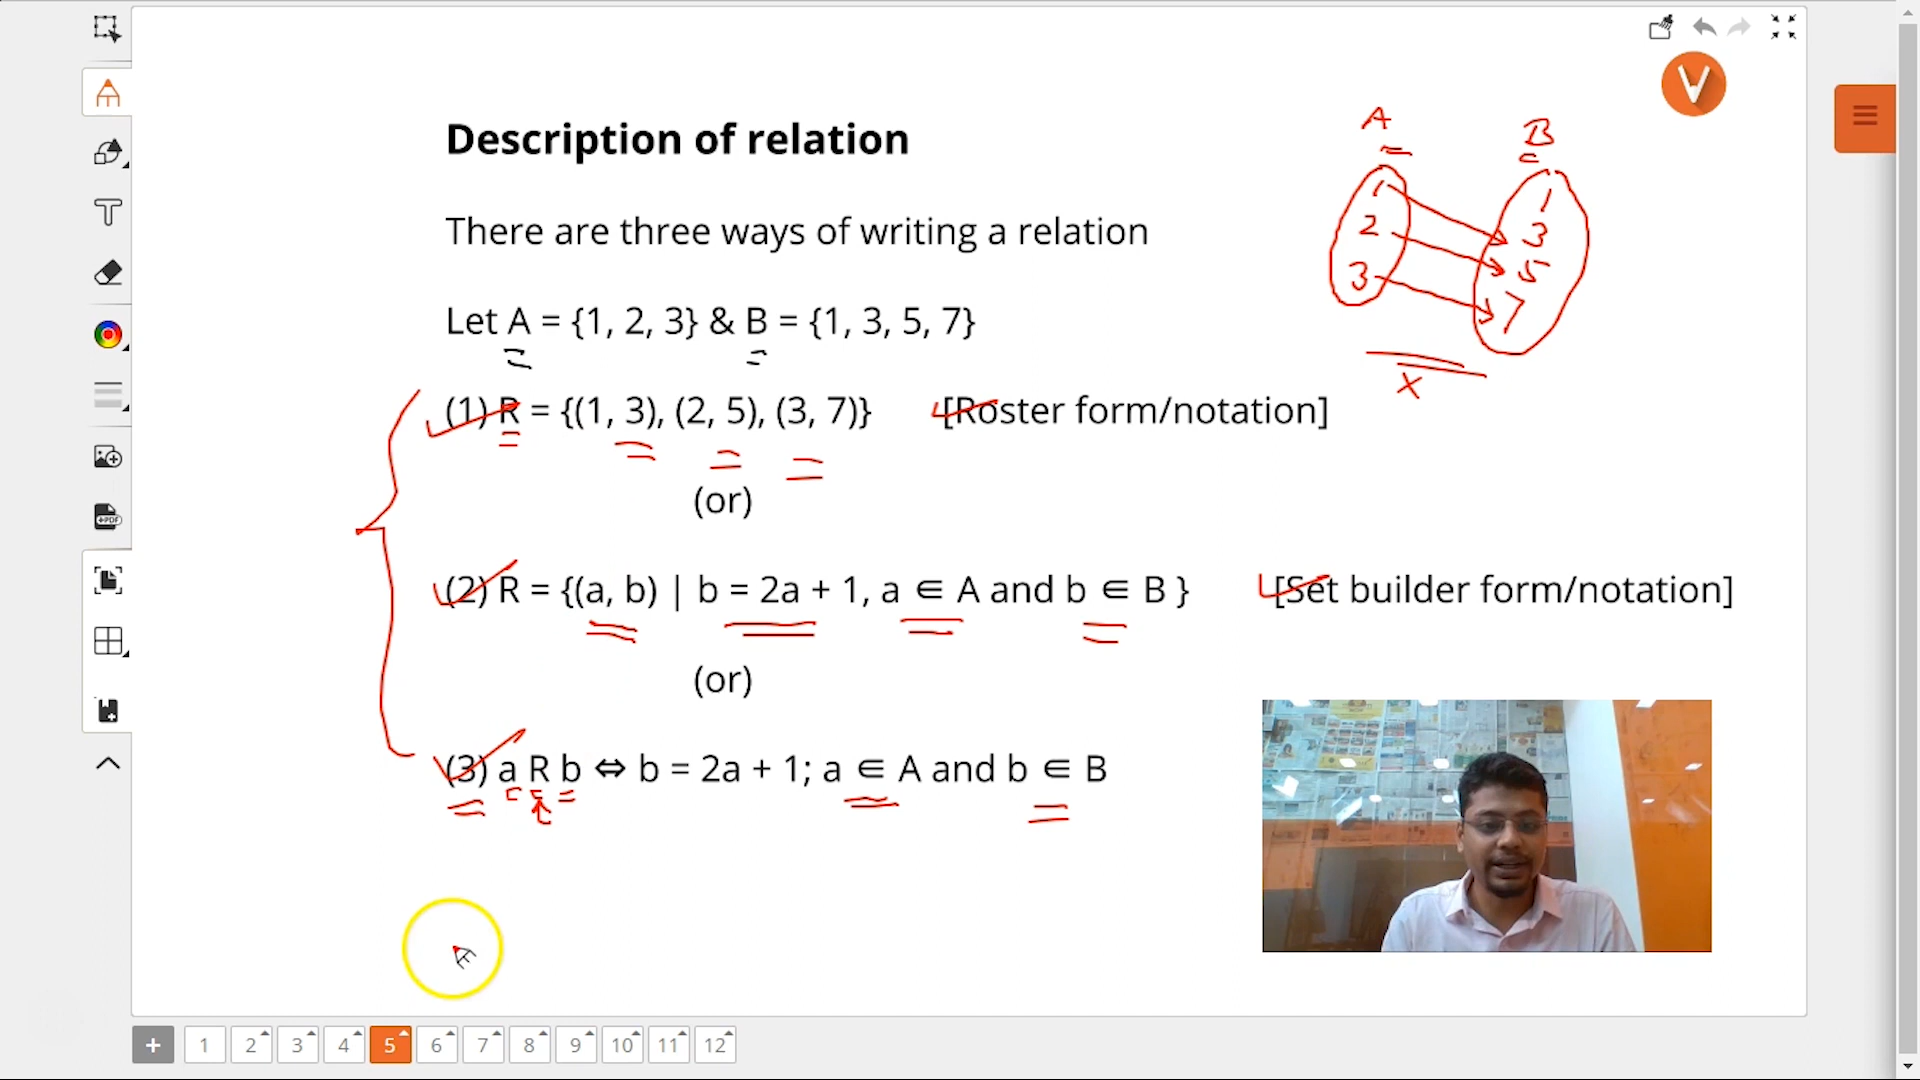 Description of relation
There are three ways of writing a relation
Let A = {1, 2, 3} & B = {1, 3, 5, 7}
(1) R = {(1, 3), (2, 5), (3, 7)} [Roster form/notation]
(or)
(2) R = {(a, b) | b = 2a + 1, a ∈ A and b ∈ B } [Set builder form/notation]
(or)
(3) a R b ⇔ b = 2a + 1; a ∈ A and b ∈ B
A B
1 1
2 3
3 5
7
x
T
+PDF
+ 1 2 3 4 5 6 7 8 9 10 11 12